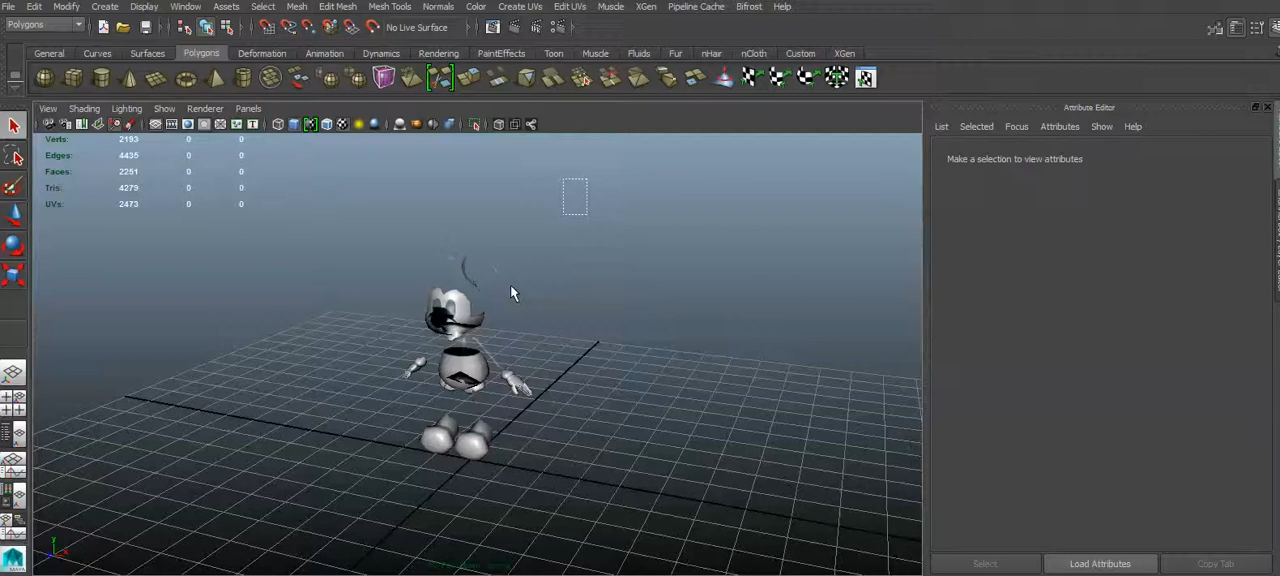 File Edit Modify Create Display Window Assets Select Mesh Edit Mesh Mesh Tools Normals Color Create UVs Edit UVs Muscle XGen Pipeline Cache Bifrost Help
Polygons No Live Surface
General Curves Surfaces Polygons Deformation Animation Dynamics Rendering PaintEffects Toon Muscle Fluids Fur nHair nCloth Custom XGen
View Shading Lighting Show Renderer Panels
Attribute Editor
List Selected Focus Attributes Show Help
Verts: 2193 0 0
Edges: 4435 0 0
Faces: 2251 0 0
Tris: 4279 0 0
UVs: 2473 0 0
Make a selection to view attributes
Select Load Attributes Copy Tab